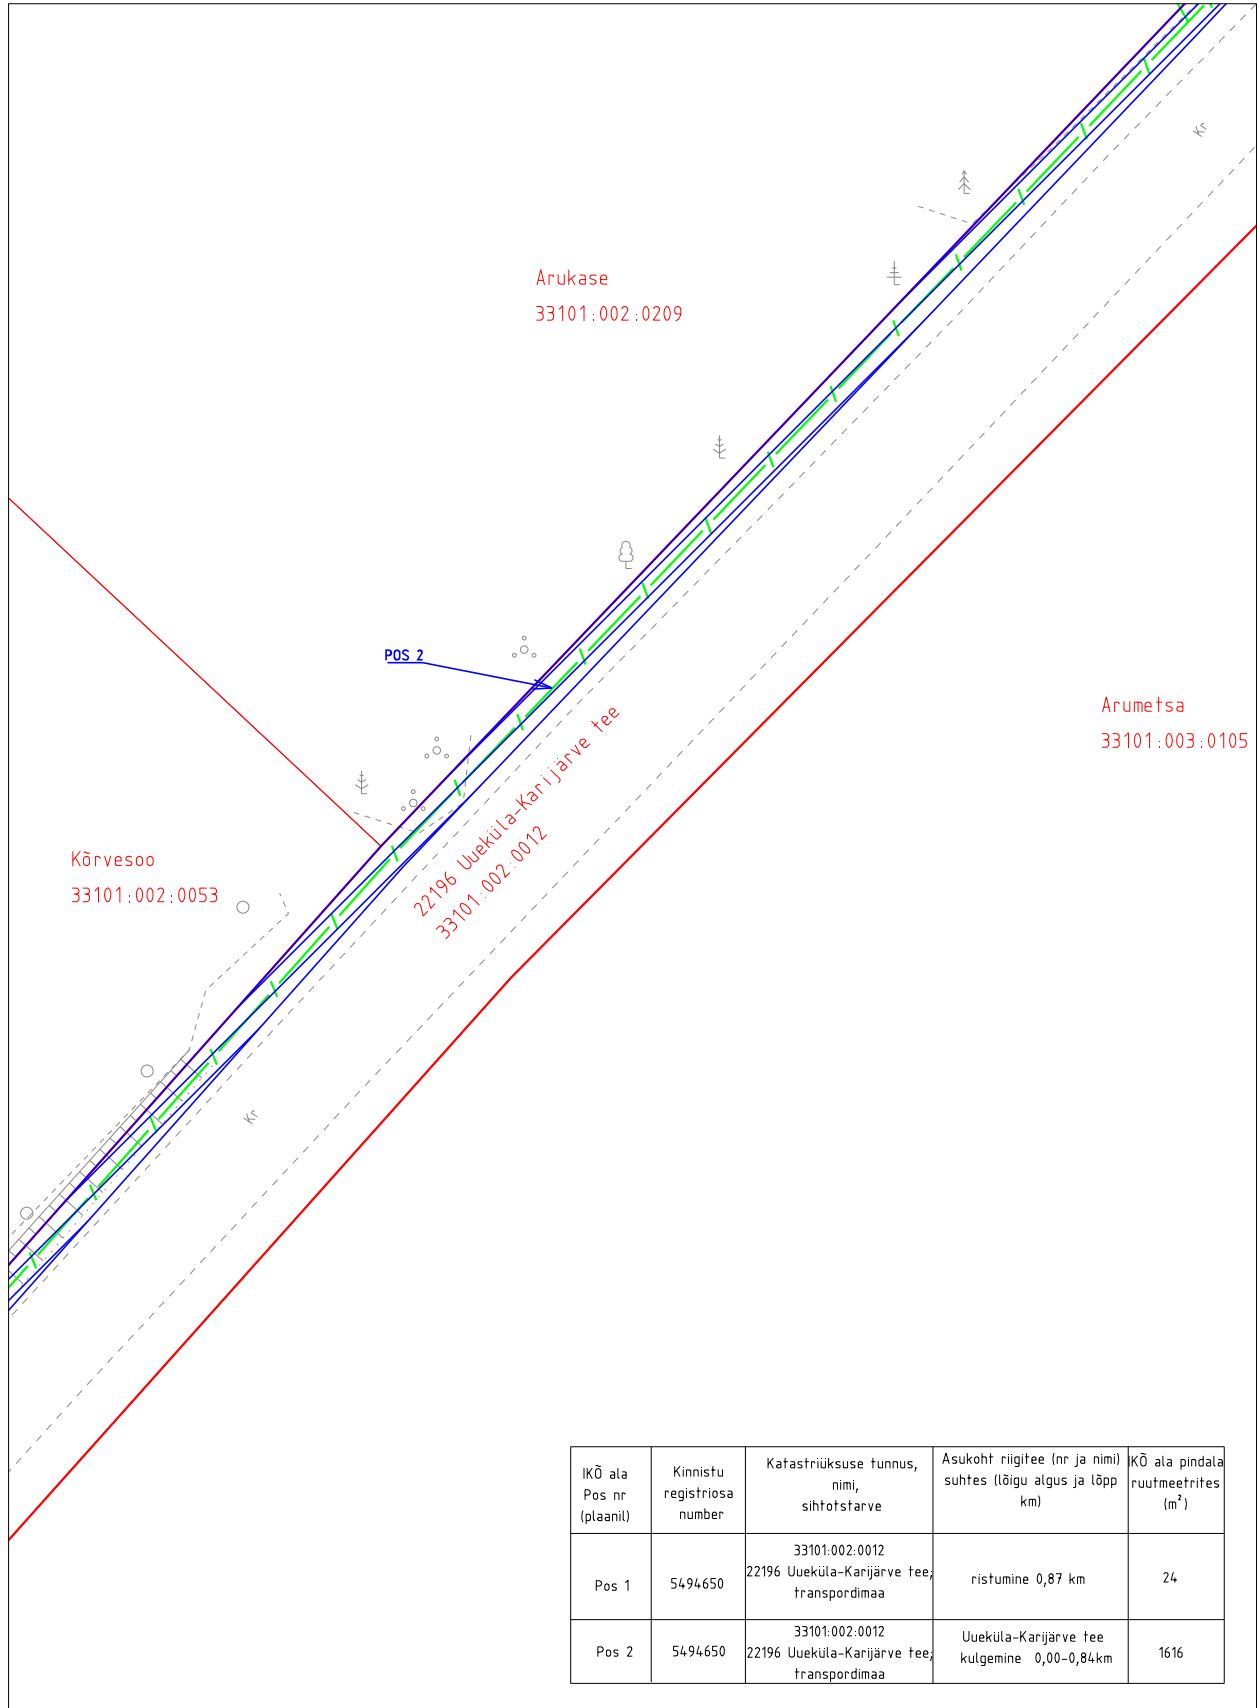 Kr
Arukase
33101:002:0209
POS 2
Arumetsa
33101:003:0105
22196 Uueküla-Karijärve tee
33101:002:0012
Kõrvesoo
33101:002:0053
Kr
IKÕ ala
Pos nr
(plaanil)
Kinnistu
registriosa
number
Katastriüksuse tunnus,
nimi,
sihtotstarve
Asukoht riigitee (nr ja nimi)
suhtes (lõigu algus ja lõpp
km)
IKÕ ala pindala
ruutmeetrites
(m²)
Pos 1
5494650
33101:002:0012
22196 Uueküla-Karijärve tee;
transpordimaa
ristumine 0,87 km
24
Pos 2
5494650
33101:002:0012
22196 Uueküla-Karijärve tee;
transpordimaa
Uueküla-Karijärve tee
kulgemine 0,00-0,84km
1616